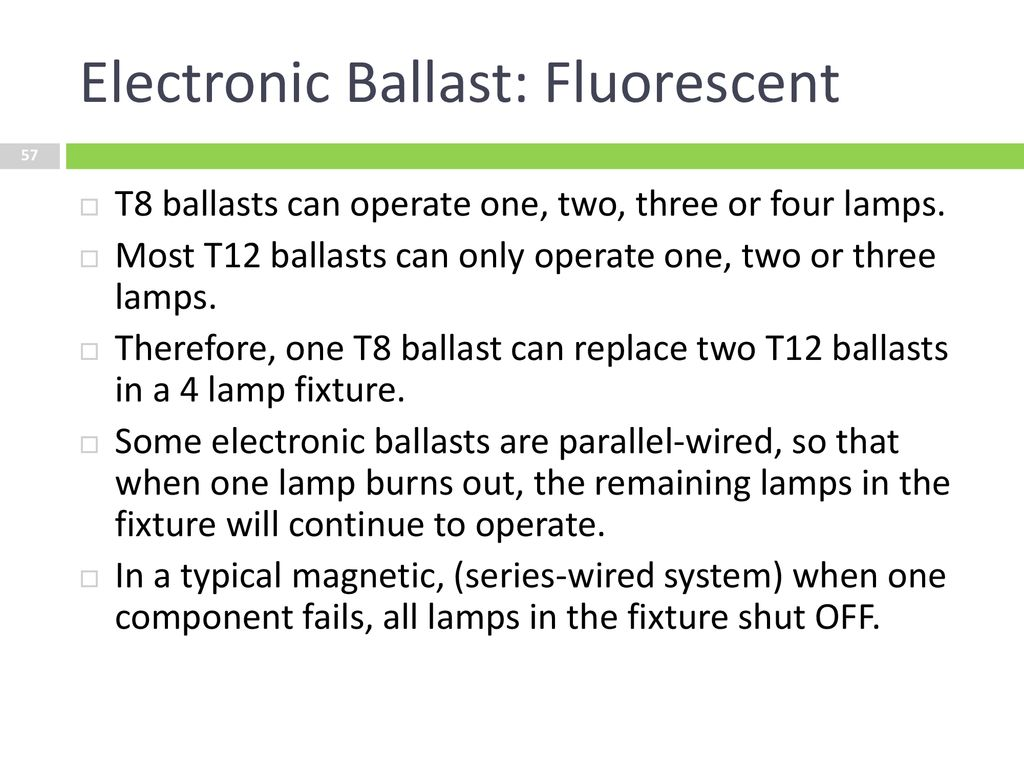 Electronic Ballast: Fluorescent
57
T8 ballasts can operate one, two, three or four lamps.
Most T12 ballasts can only operate one, two or three
lamps.
Therefore, one T8 ballast can replace two T12 ballasts
in a 4 lamp fixture.
Some electronic ballasts are parallel-wired, so that
when one lamp burns out, the remaining lamps in the
fixture will continue to operate.
In a typical magnetic, (series-wired system) when one
component fails, all lamps in the fixture shut OFF.